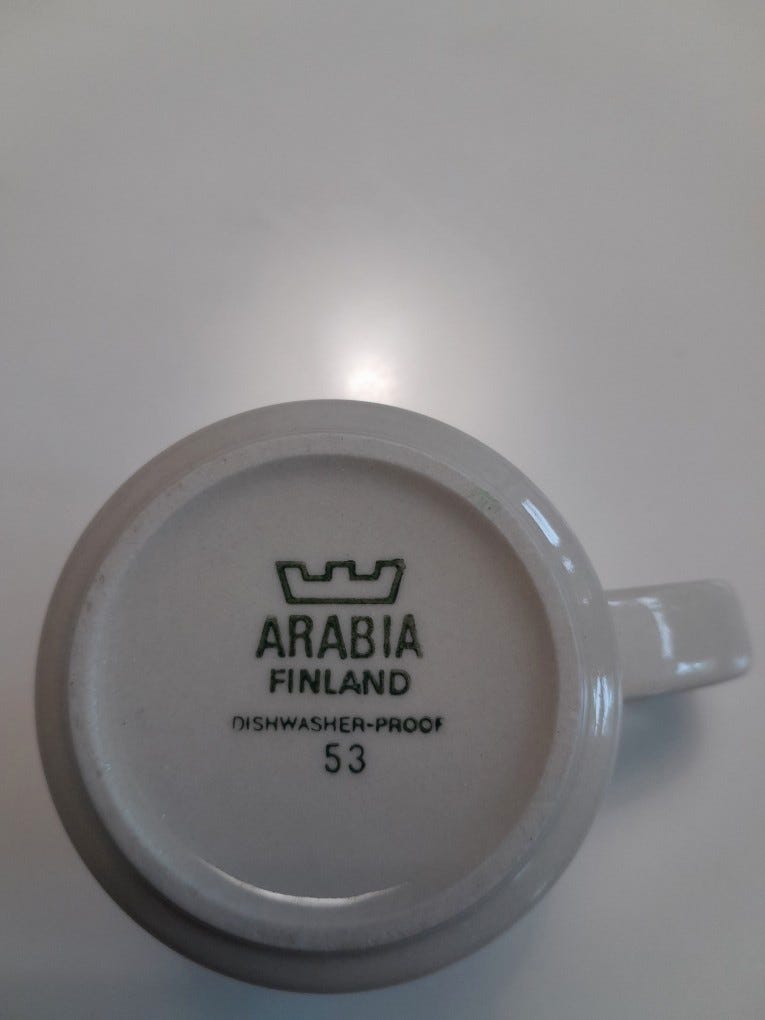 ARABIA
FINLAND
DISHWASHER-PROOF
53